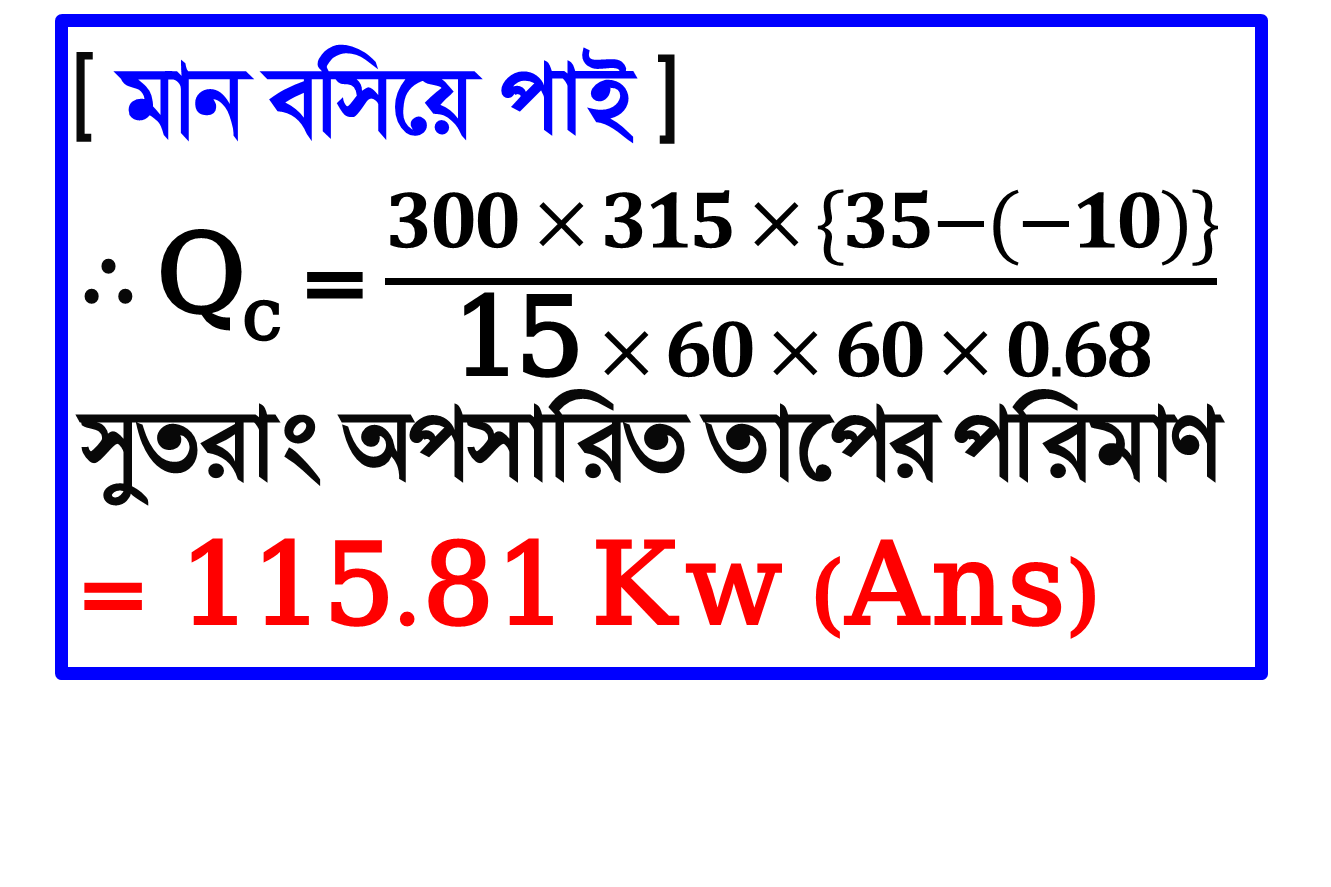 [ মান বসিয়ে পাই ]
∴ Qc = 300 × 315 × {35−(−10)} / 15 × 60 × 60 × 0.68
সুতরাং অপসারিত তাপের পরিমাণ
= 115.81 Kw (Ans)